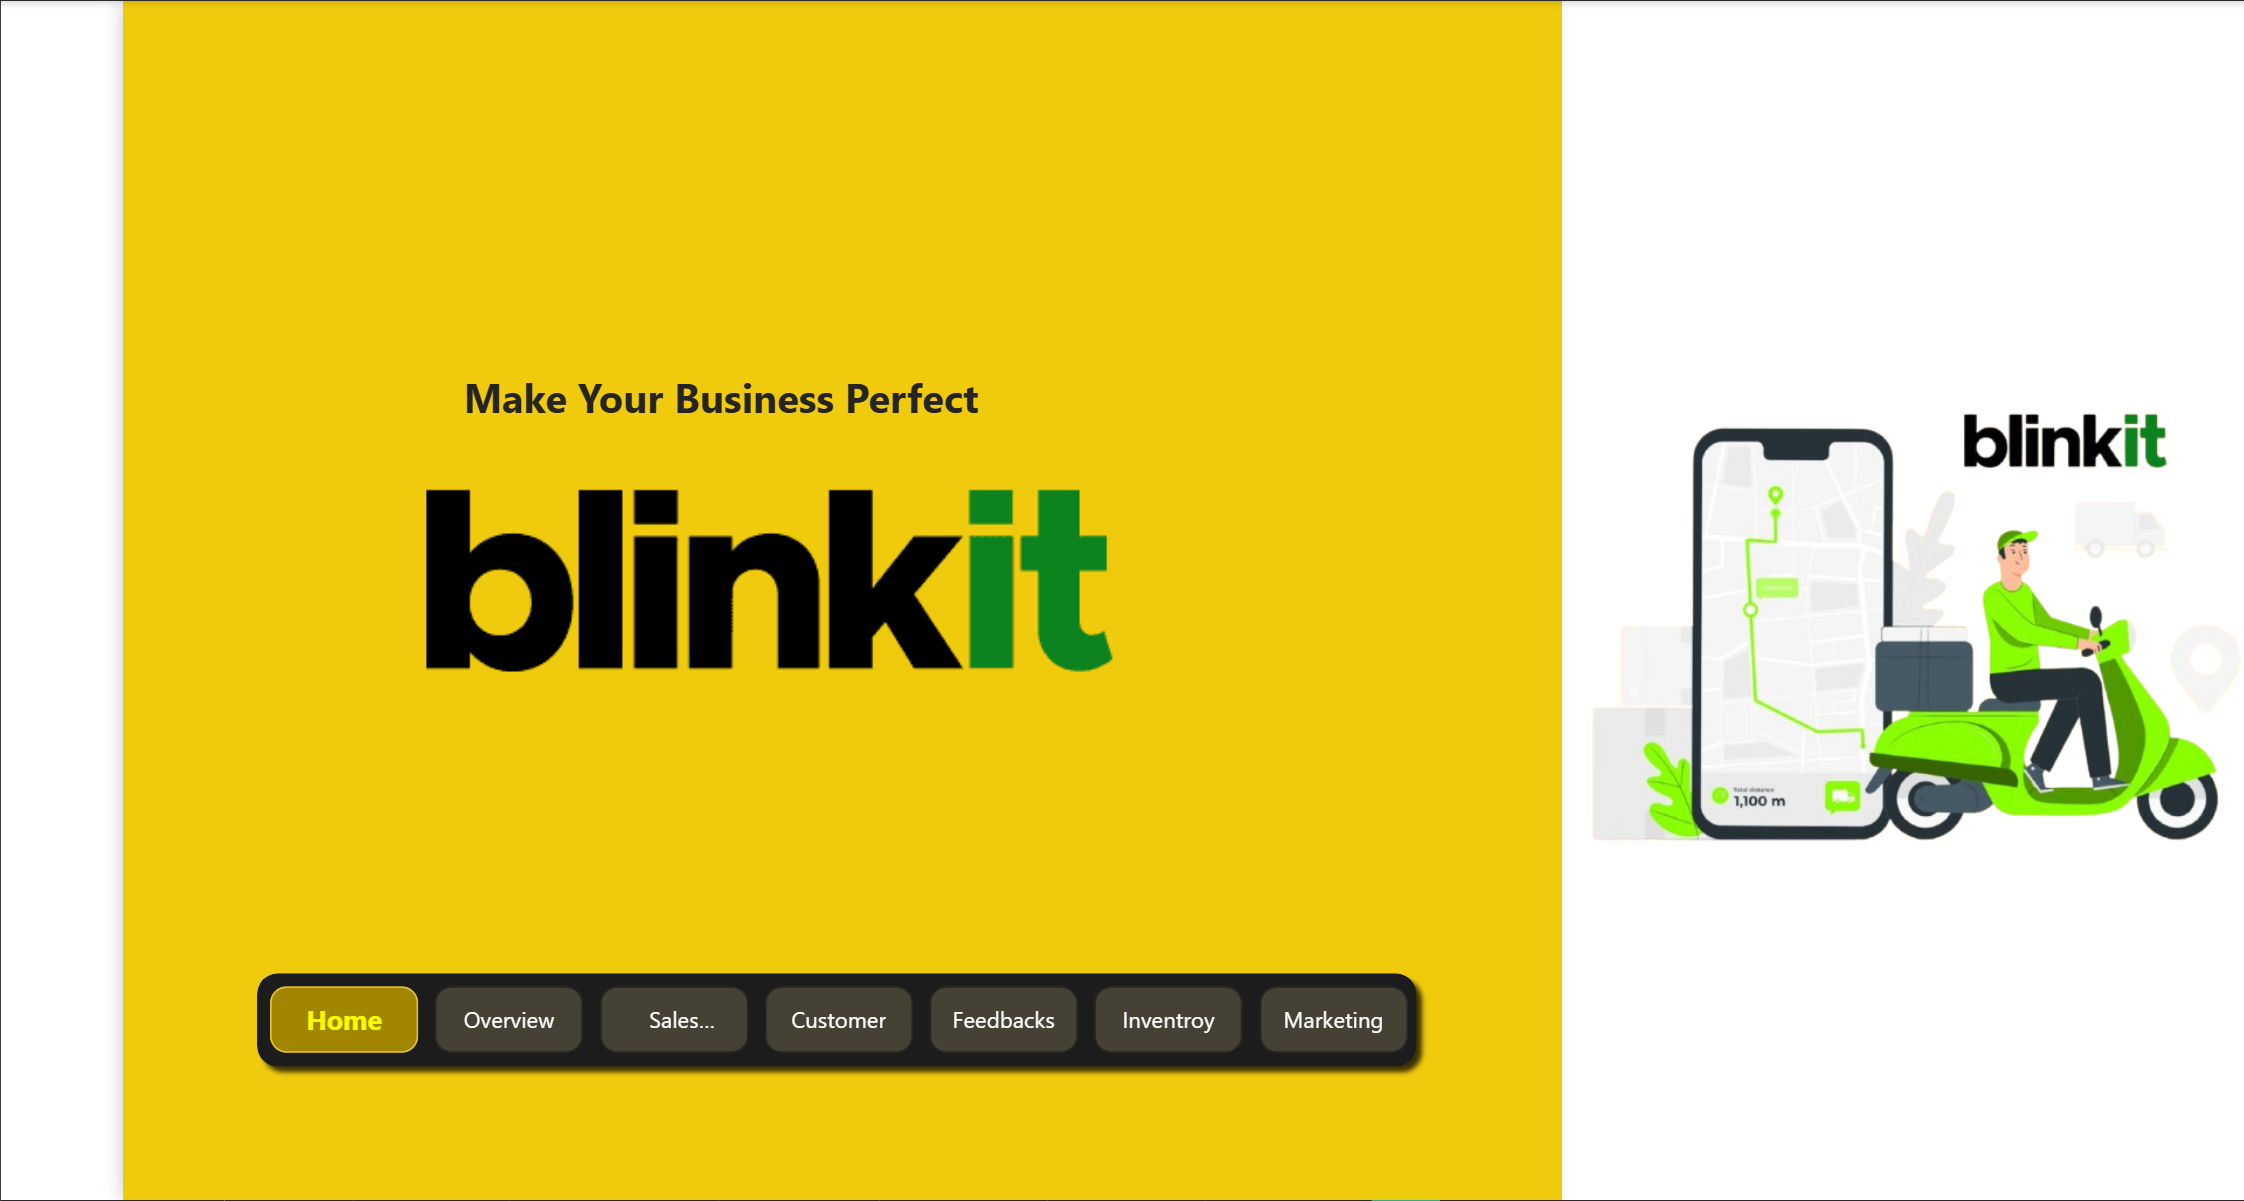 Make Your Business Perfect
blinkit
Home
Overview
Sales...
Customer
Feedbacks
Inventroy
Marketing
blinkit
Total distance
1,100 m